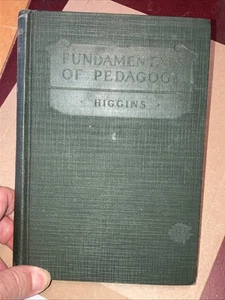 FUNDAMENTALS
OF PEDAGOGY
HIGGINS